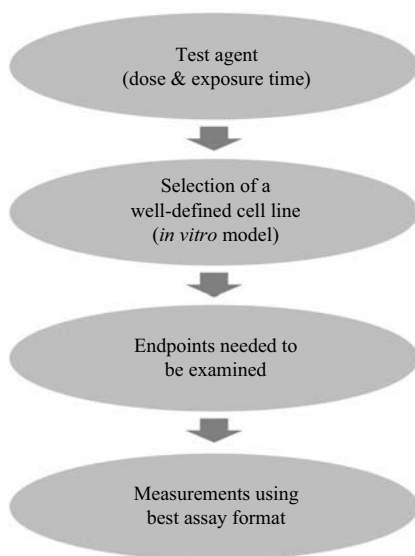 Test agent
(dose & exposure time)
Selection of a
well-defined cell line
(in vitro model)
Endpoints needed to
be examined
Measurements using
best assay format